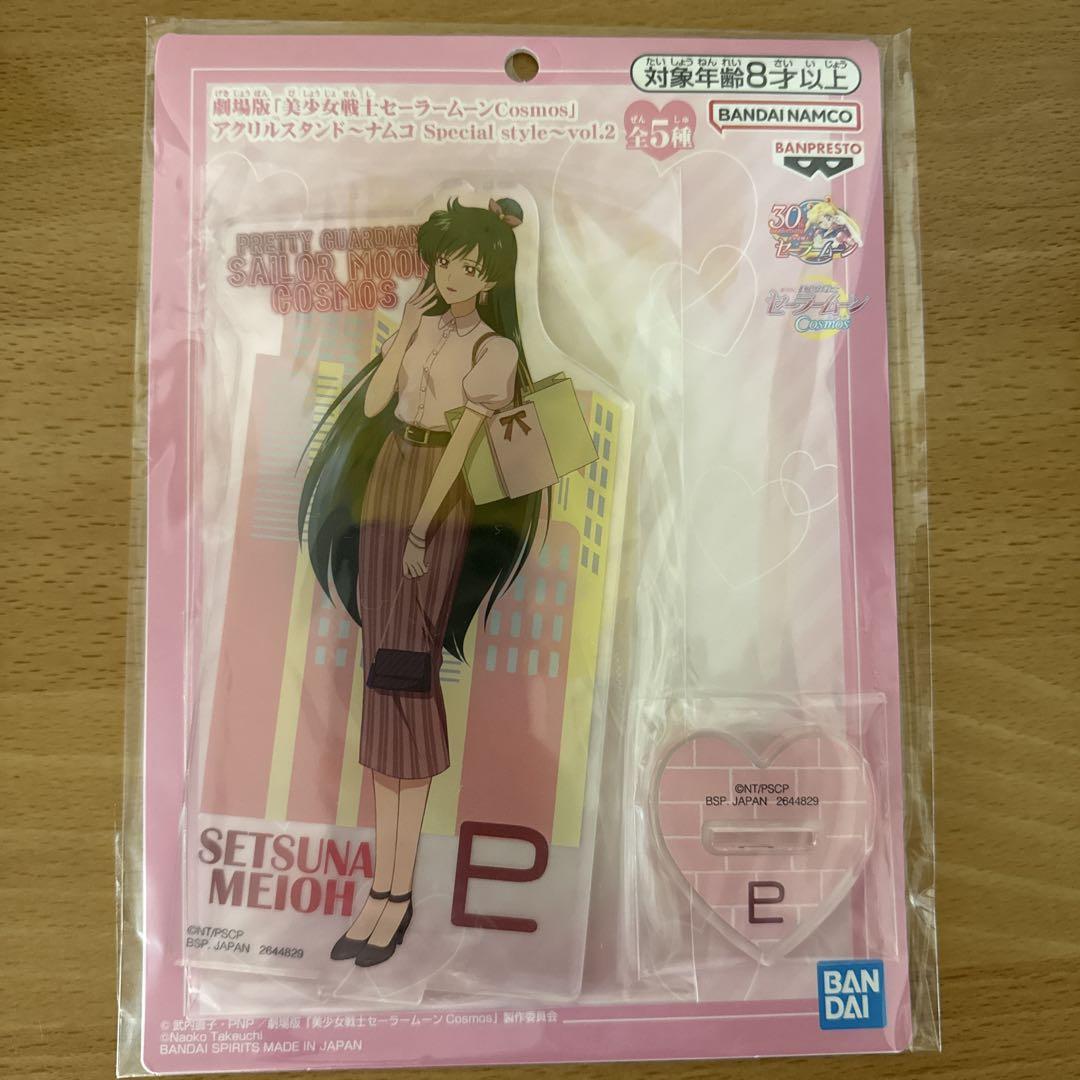 たいしょうねんれい さいいじょう
対象年齢8才以上
げきじょうばん びしょうじょせんし
劇場版「美少女戦士セーラームーンCosmos」
アクリルスタンド～ナムコ Special style～vol.2
ぜん しゅ
全5種
BANDAI NAMCO
BANPRESTO
30
セーラームーン
美少女戦士
セーラームーン
Cosmos
PRETTY GUARDIAN
SAILOR MOON
COSMOS
SETSUNA
MEIOH
©NT/PSCP
BSP. JAPAN 2644829
©NT/PSCP
BSP. JAPAN 2644829
BAN
DAI
© 武内直子・PNP／劇場版「美少女戦士セーラームーンCosmos」製作委員会
©Naoko Takeuchi
BANDAI SPIRITS MADE IN JAPAN